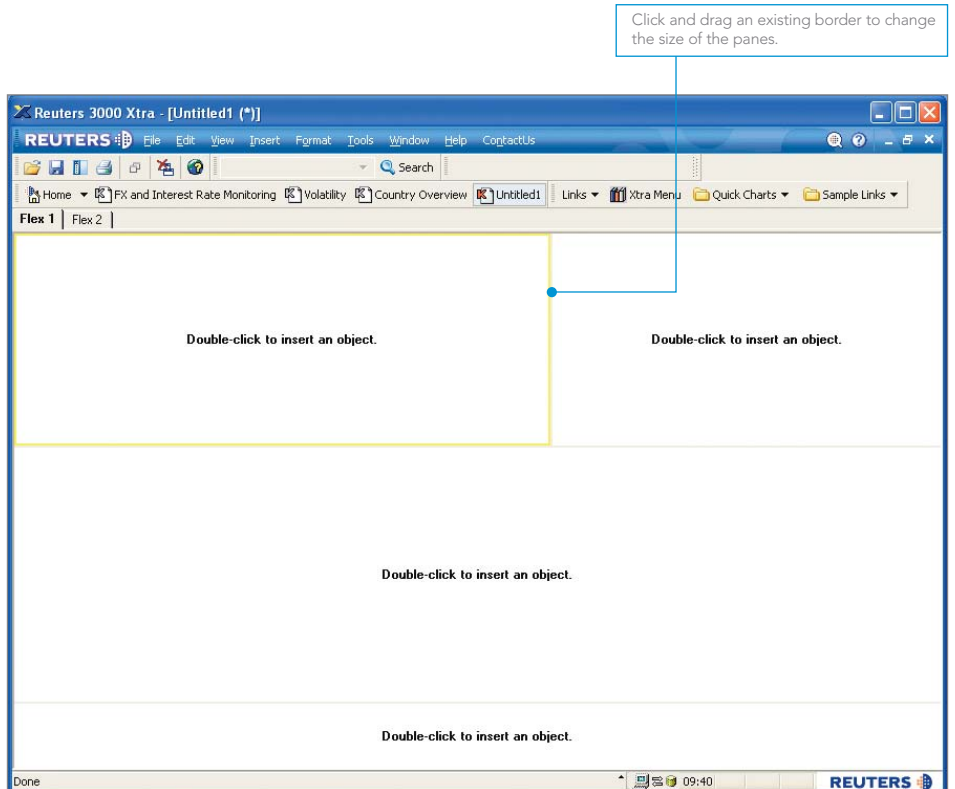 Click and drag an existing border to change
the size of the panes.
Reuters 3000 Xtra - [Untitled1 (*)]
REUTERS File Edit View Insert Format Tools Window Help ContactUs
Search
Home FX and Interest Rate Monitoring Volatility Country Overview Untitled1 Links Xtra Menu Quick Charts Sample Links
Flex 1 Flex 2
Double-click to insert an object. Double-click to insert an object.
Double-click to insert an object.
Double-click to insert an object.
Done 09:40 REUTERS